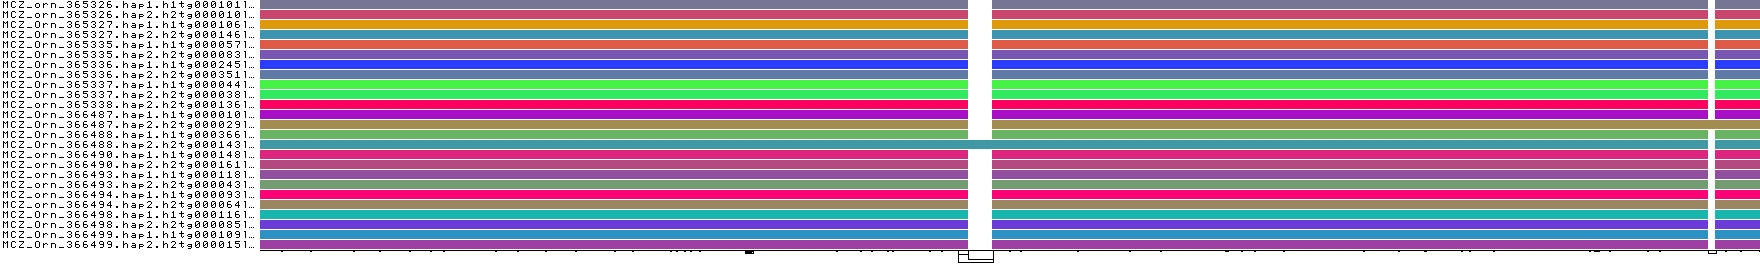 MCZ_orn_365326.hap1.h1tg0001011…
MCZ_orn_365326.hap2.h2tg0000101…
MCZ_Orn_365327.hap1.h1tg0001061…
MCZ_Orn_365327.hap2.h2tg0001461…
MCZ_Orn_365335.hap1.h1tg0000571…
MCZ_Orn_365335.hap2.h2tg0000831…
MCZ_Orn_365336.hap1.h1tg0002451…
MCZ_Orn_365336.hap2.h2tg0003511…
MCZ_Orn_365337.hap1.h1tg0000441…
MCZ_Orn_365337.hap2.h2tg0000381…
MCZ_orn_365338.hap2.h2tg0001361…
MCZ_Orn_366487.hap1.h1tg0000101…
MCZ_Orn_366487.hap2.h2tg0000291…
MCZ_Orn_366488.hap1.h1tg0003661…
MCZ_Orn_366488.hap2.h2tg0001431…
MCZ_Orn_366490.hap1.h1tg0001481…
MCZ_Orn_366490.hap2.h2tg0001611…
MCZ_orn_366493.hap1.h1tg0001181…
MCZ_orn_366493.hap2.h2tg0000431…
MCZ_Orn_366494.hap1.h1tg0000931…
MCZ_Orn_366494.hap2.h2tg0000641…
MCZ_Orn_366498.hap1.h1tg0001161…
MCZ_Orn_366498.hap2.h2tg0000851…
MCZ_Orn_366499.hap1.h1tg0001091…
MCZ_Orn_366499.hap2.h2tg0000151…